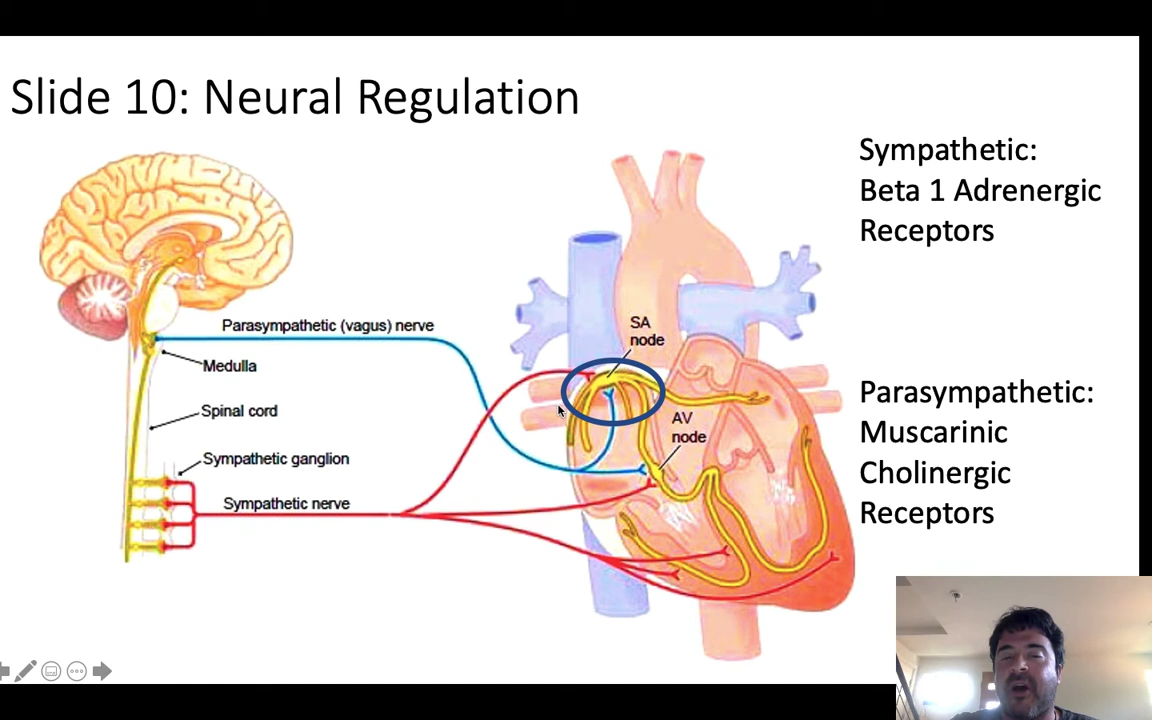 Slide 10: Neural Regulation
Sympathetic:
Beta 1 Adrenergic
Receptors
SA
node
Parasympathetic (vagus) nerve
Medulla
Spinal cord
AV
node
Sympathetic ganglion
Sympathetic nerve
Parasympathetic:
Muscarinic
Cholinergic
Receptors